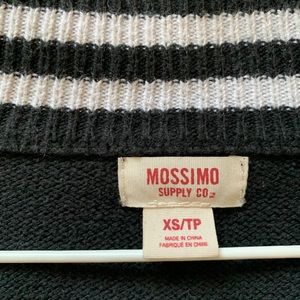 MOSSIMO
SUPPLY CO.
XS/TP
MADE IN CHINA
FABRIQUÉ EN CHINE